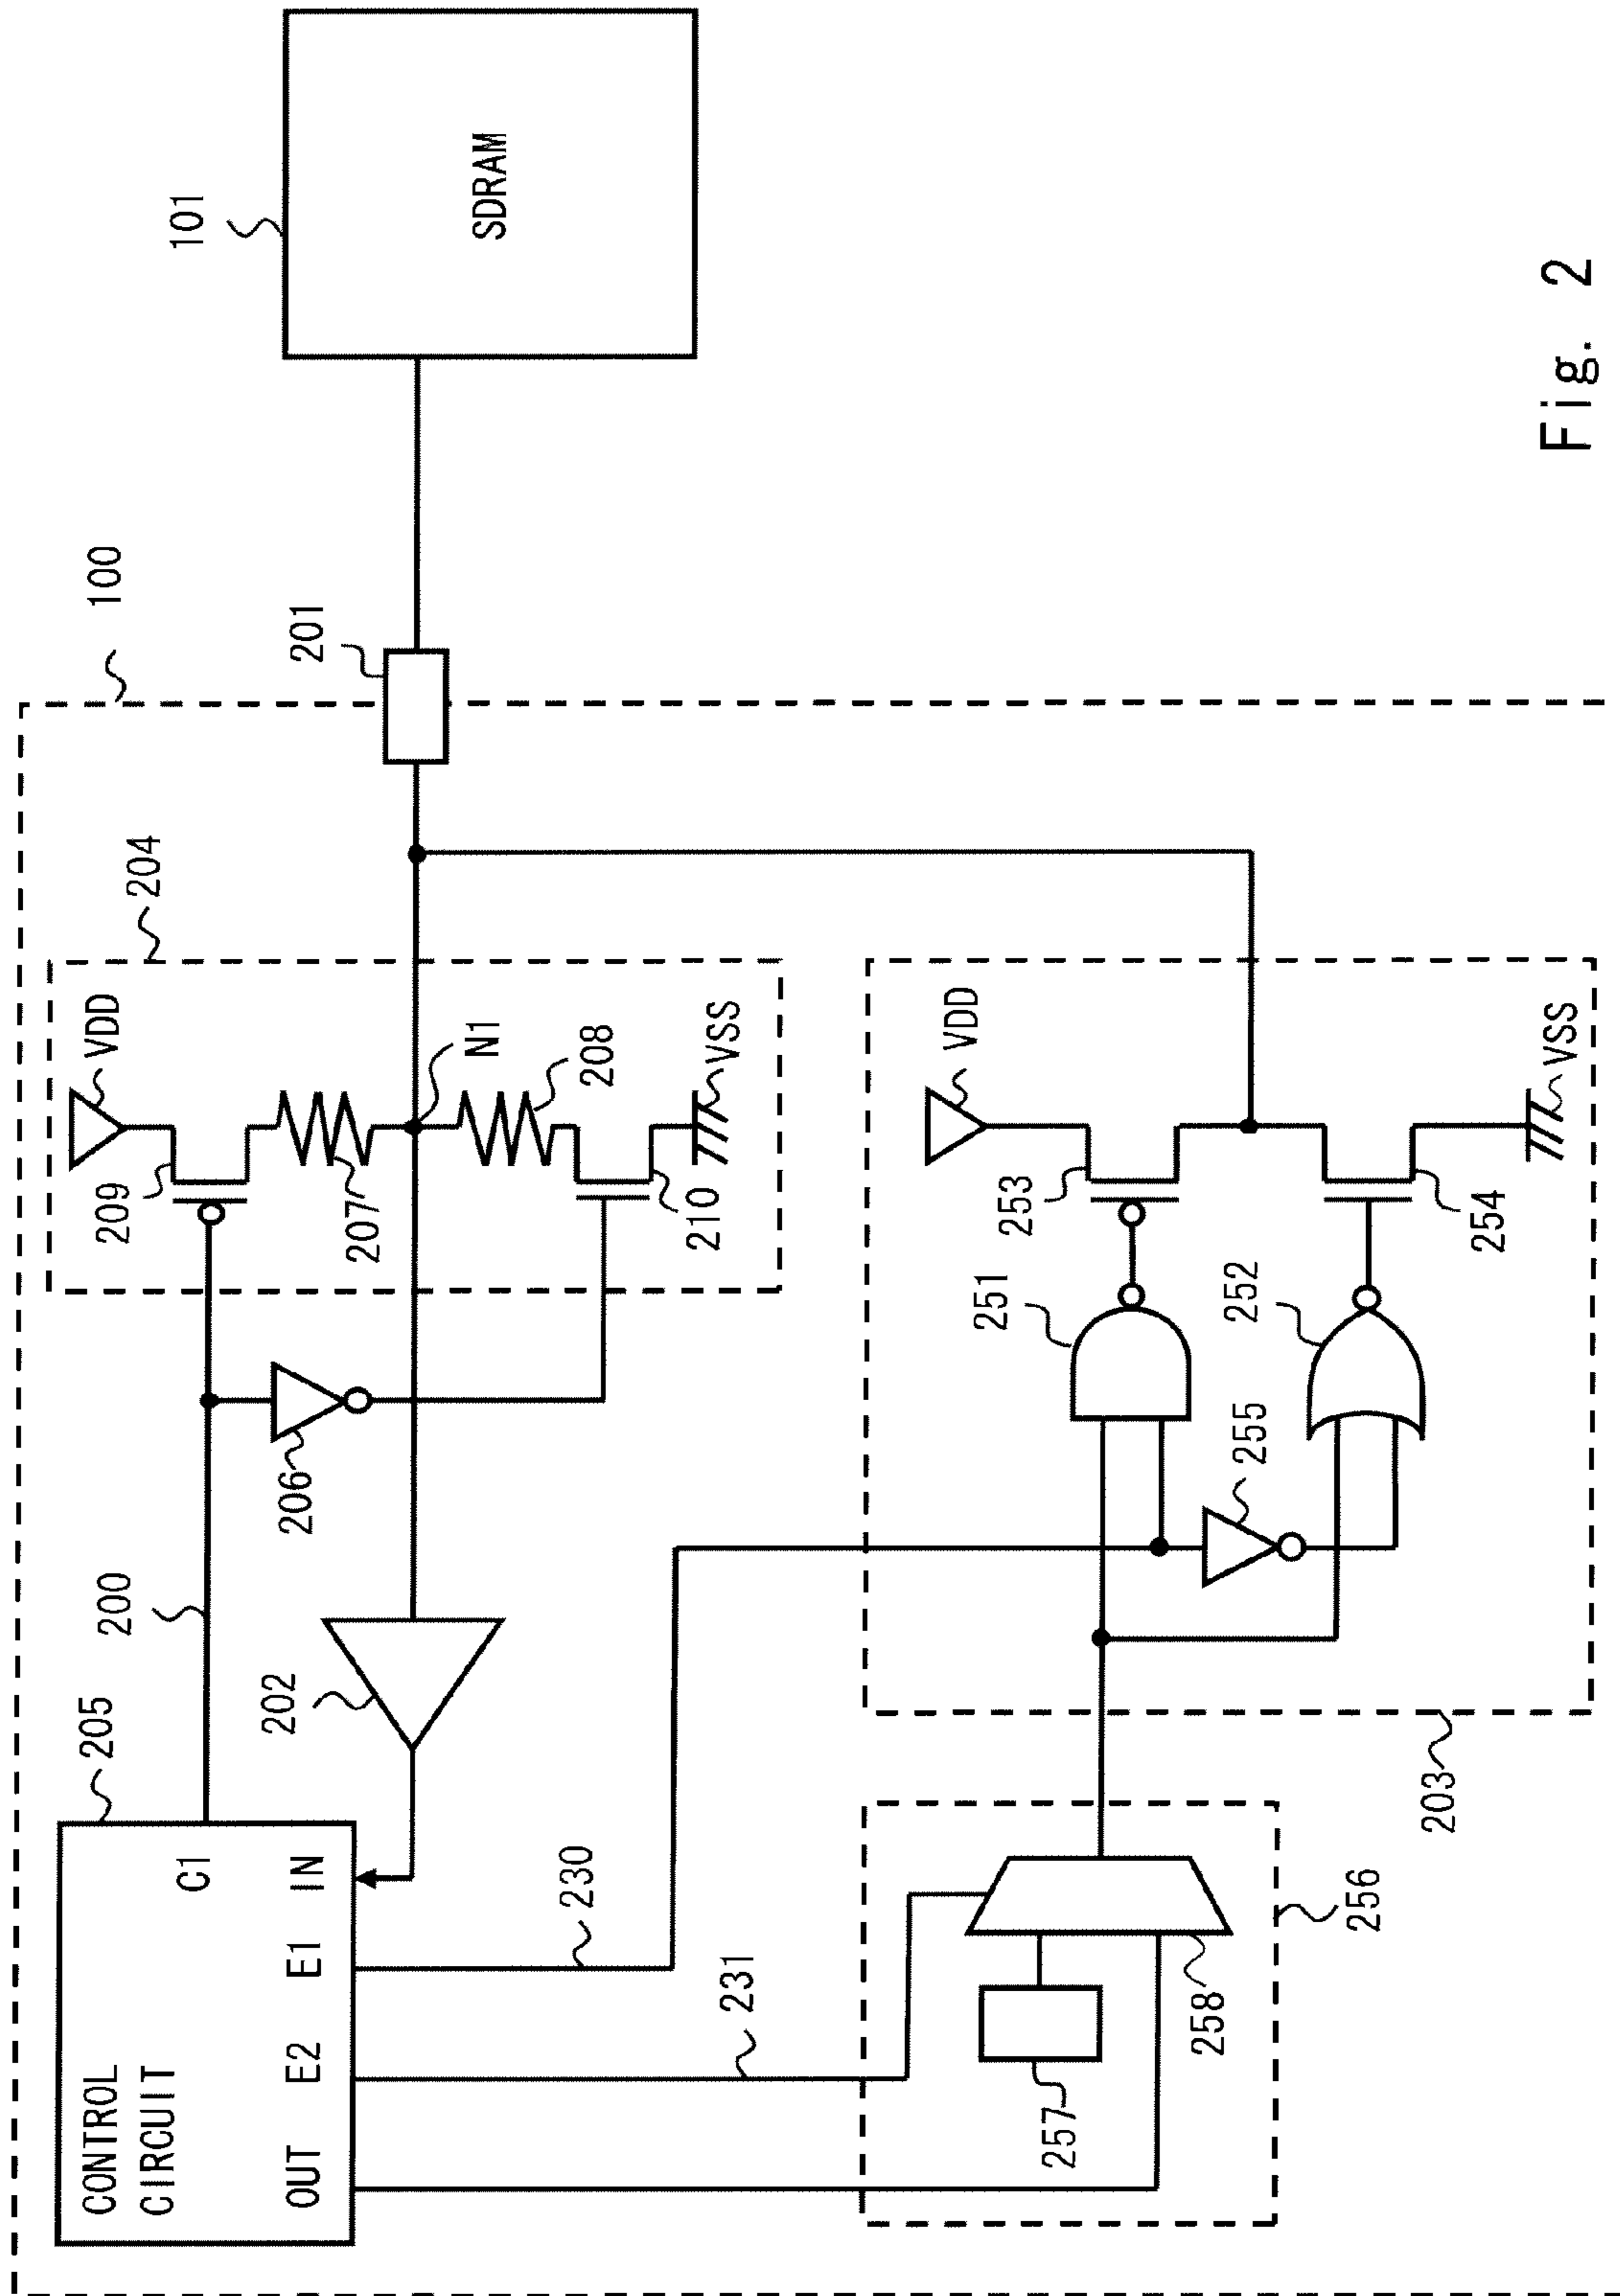 100
101
SDRAM
201
204
VDD
209
207
N1
208
210
VSS
206
200
202
205
CONTROL
CIRCUIT
C1
IN
E1
E2
OUT
230
231
VDD
253
251
252
254
VSS
255
203
256
257
258
Fig. 2